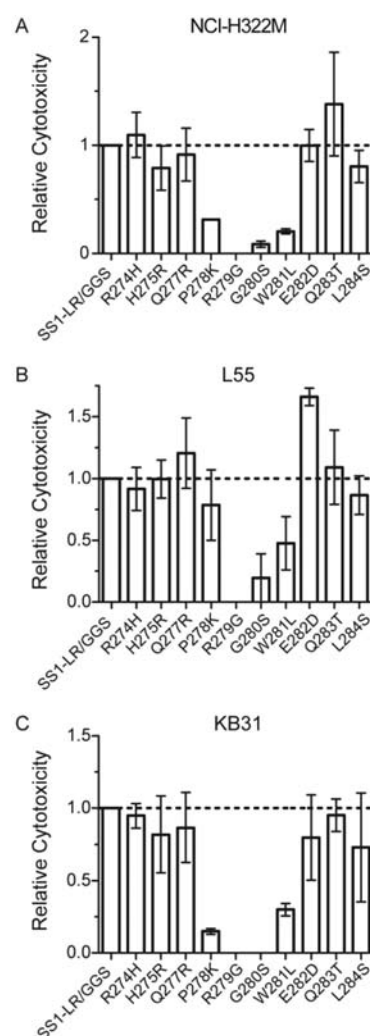 A
NCI-H322M
Relative Cytotoxicity
2
1
0
SS1-LR/GGS
R274H
H275R
Q277R
P278K
R279G
G280S
W281L
E282D
Q283T
L284S
B
L55
Relative Cytotoxicity
1.5
1.0
0.5
0.0
SS1-LR/GGS
R274H
H275R
Q277R
P278K
R279G
G280S
W281L
E282D
Q283T
L284S
C
KB31
Relative Cytotoxicity
1.5
1.0
0.5
0.0
SS1-LR/GGS
R274H
H275R
Q277R
P278K
R279G
G280S
W281L
E282D
Q283T
L284S